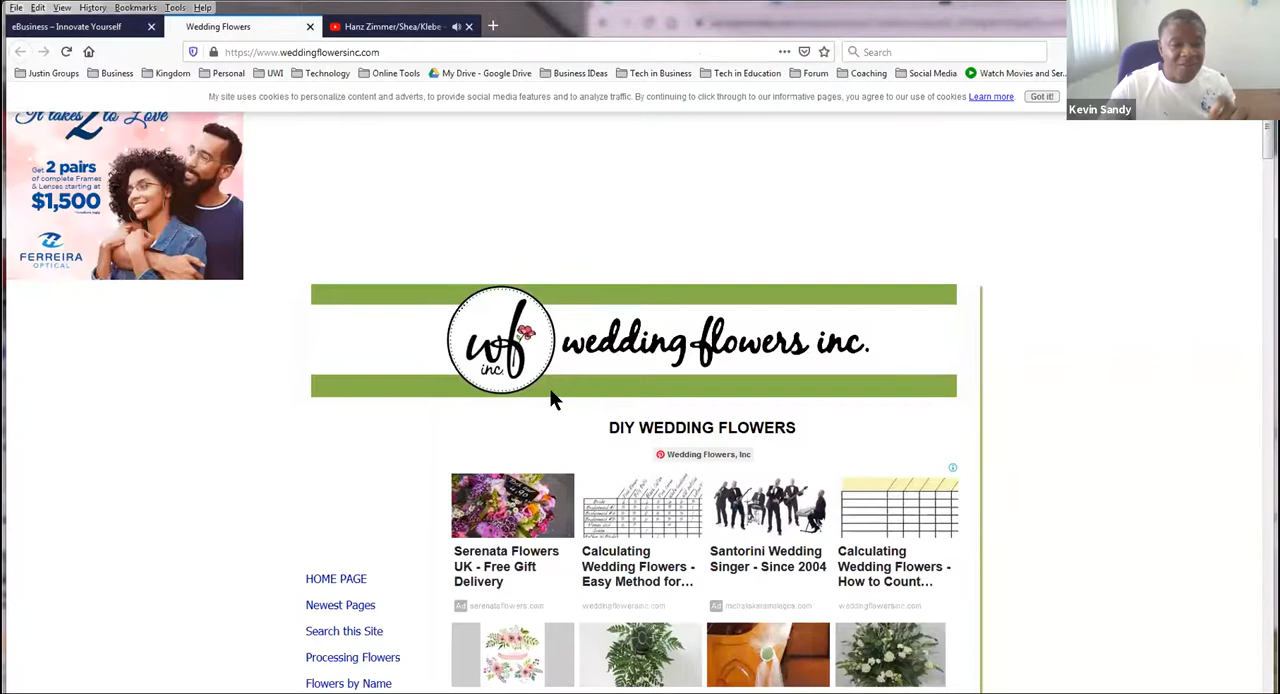 File Edit View History Bookmarks Tools Help
eBusiness – Innovate Yourself
Wedding Flowers
Hanz Zimmer/Shea/Klebe
https://www.weddingflowersinc.com
Search
Justin Groups
Business
Kingdom
Personal
UWI
Technology
Online Tools
My Drive - Google Drive
Business IDeas
Tech in Business
Tech in Education
Forum
Coaching
Social Media
Watch Movies and Ser...
My site uses cookies to personalize content and adverts, to provide social media features and to analyze traffic. By continuing to click through to our informative pages, you agree to our use of cookies Learn more.
Got it!
Kevin Sandy
It takes 2 to Love
Get 2 pairs
of complete Frames
& Lenses starting at
$1,500
FERREIRA
OPTICAL
wf
inc.
wedding flowers inc.
DIY WEDDING FLOWERS
Wedding Flowers, Inc
Serenata Flowers
UK - Free Gift
Delivery
Ad serenataflowers.com
Calculating
Wedding Flowers -
Easy Method for...
weddingflowersinc.com
Santorini Wedding
Singer - Since 2004
Ad
Calculating
Wedding Flowers -
How to Count...
weddingflowersinc.com
HOME PAGE
Newest Pages
Search this Site
Processing Flowers
Flowers by Name